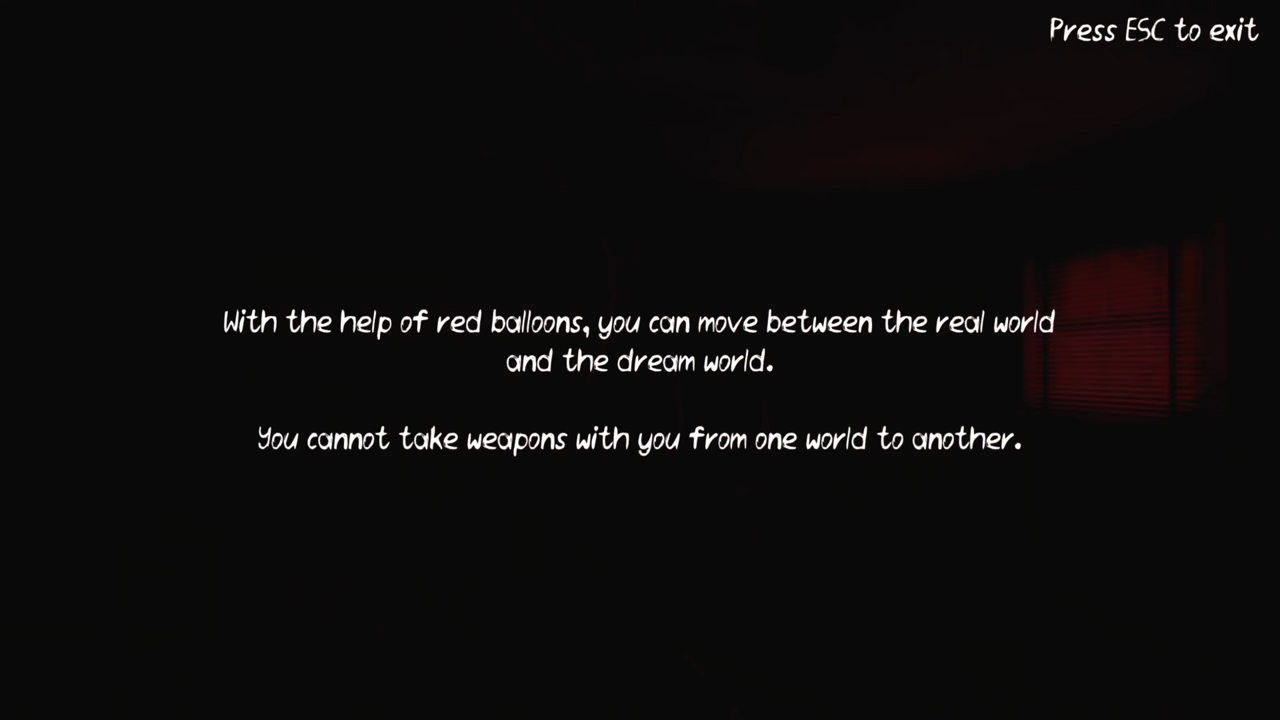 Press ESC to exit
With the help of red balloons, you can move between the real world
and the dream world.
You cannot take weapons with you from one world to another.